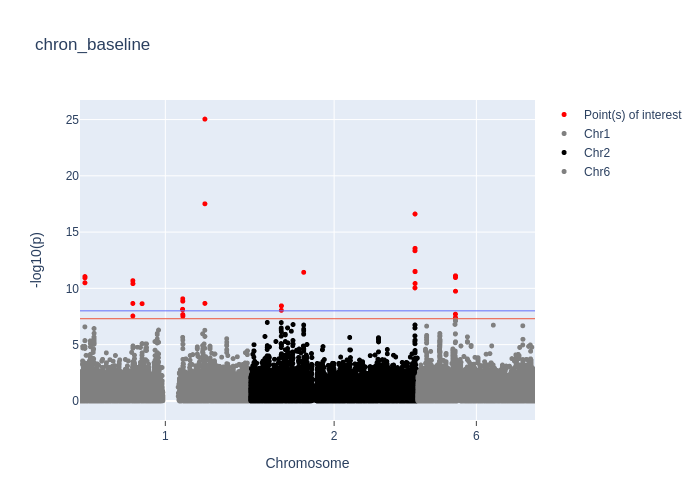 chron_baseline
Point(s) of interest
Chr1
Chr2
Chr6
25
20
15
10
5
0
-log10(p)
1
2
6
Chromosome